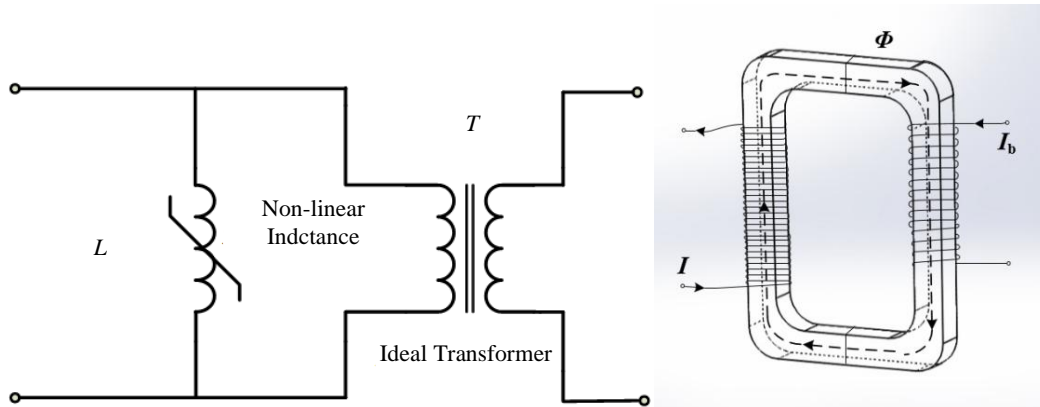 T
Non-linear
Indctance
L
Ideal Transformer
Φ
I_b
I